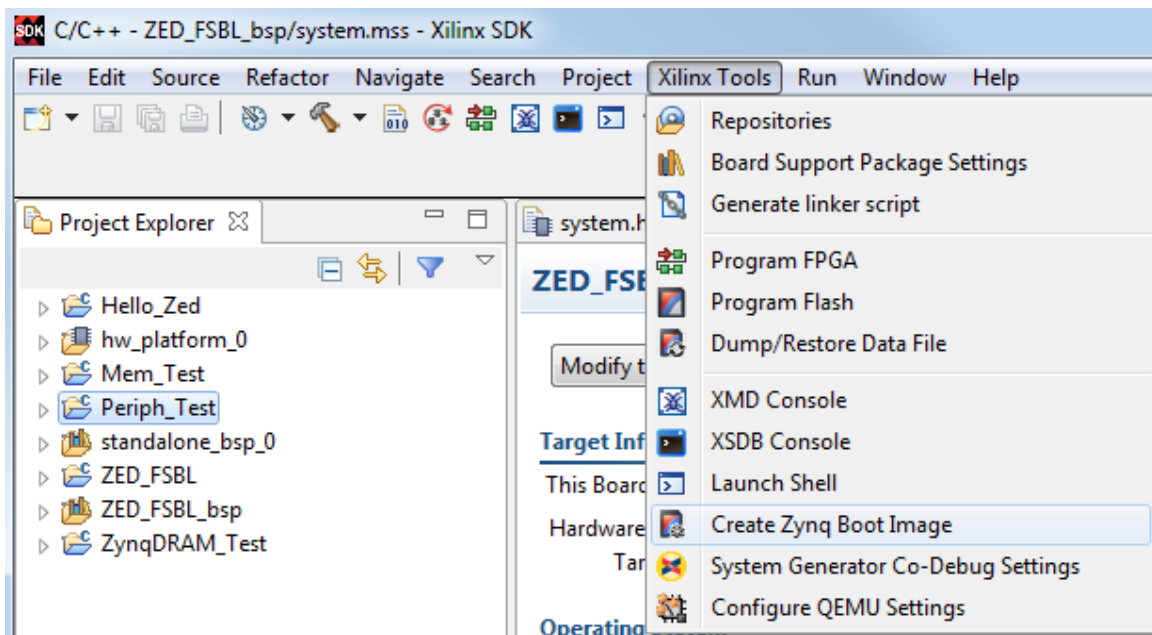 SDK C/C++ - ZED_FSBL_bsp/system.mss - Xilinx SDK
File Edit Source Refactor Navigate Search Project Xilinx Tools Run Window Help
010
Project Explorer
Hello_Zed
hw_platform_0
Mem_Test
Periph_Test
standalone_bsp_0
ZED_FSBL
ZED_FSBL_bsp
ZynqDRAM_Test
system.h
ZED_FSB
Modify t
Target Inf
This Board
Hardware
Tar
Operating
Repositories
Board Support Package Settings
Generate linker script
Program FPGA
Program Flash
Dump/Restore Data File
XMD Console
XSDB Console
Launch Shell
Create Zynq Boot Image
System Generator Co-Debug Settings
Configure QEMU Settings